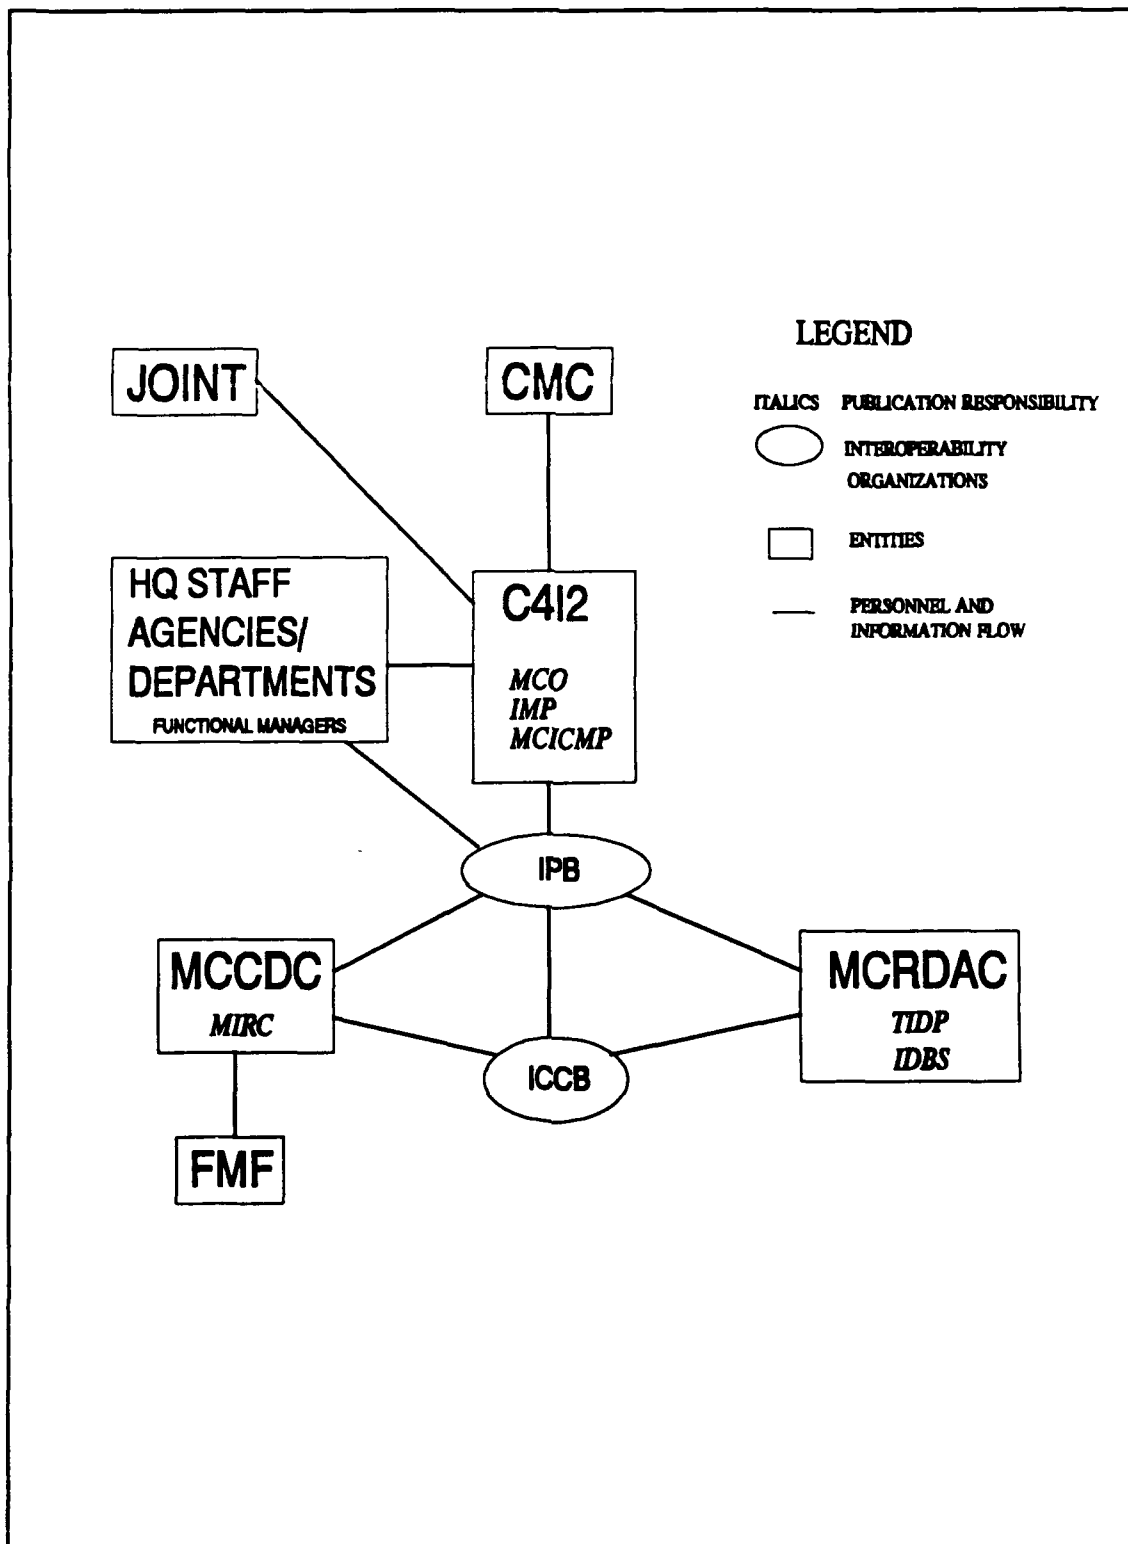 JOINT
CMC
HQ STAFF
AGENCIES/
DEPARTMENTS
FUNCTIONAL MANAGERS
C4I2
MCO
IMP
MCICMP
IPB
MCCDC
MIRC
MCRDAC
TIDP
IDBS
ICCB
FMF
LEGEND
ITALICS PUBLICATION RESPONSIBILITY
INTEROPERABILITY
ORGANIZATIONS
ENTITIES
PERSONNEL AND
INFORMATION FLOW